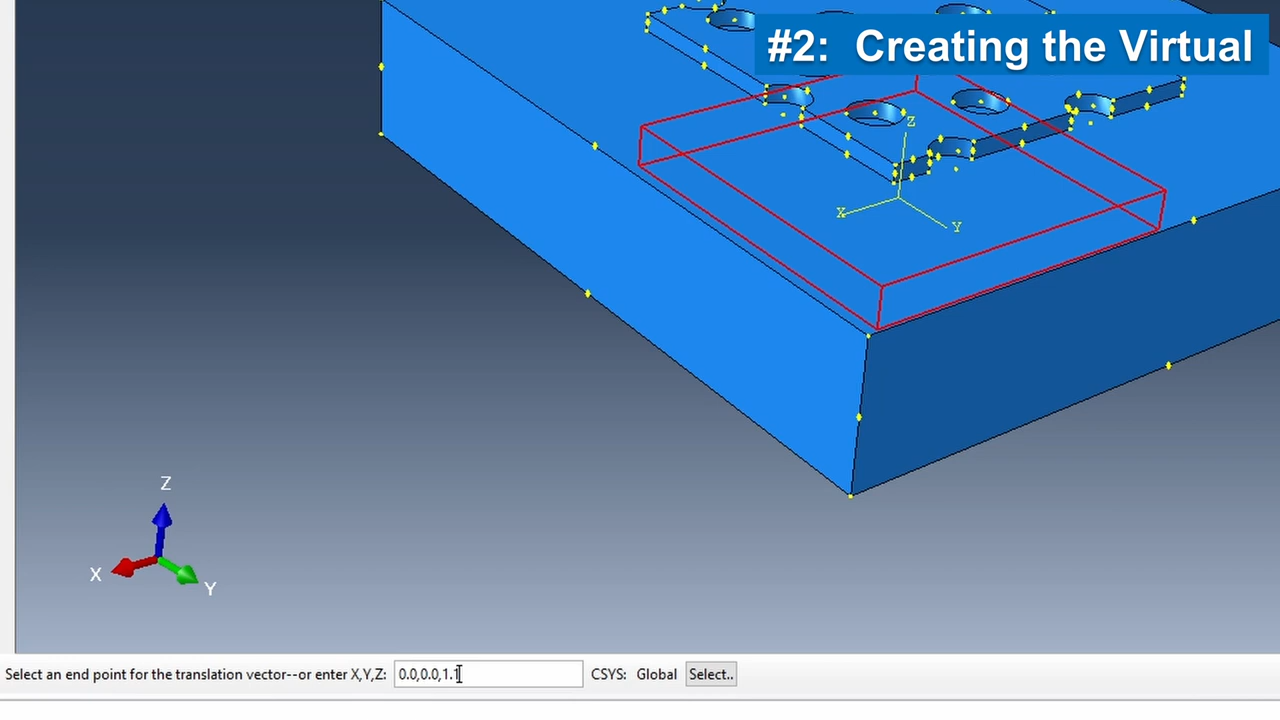 #2:  Creating the Virtual
Z
X
Y
Z
X
Y
Select an end point for the translation vector--or enter X,Y,Z: 0.0,0.0,1.1 CSYS: Global Select..